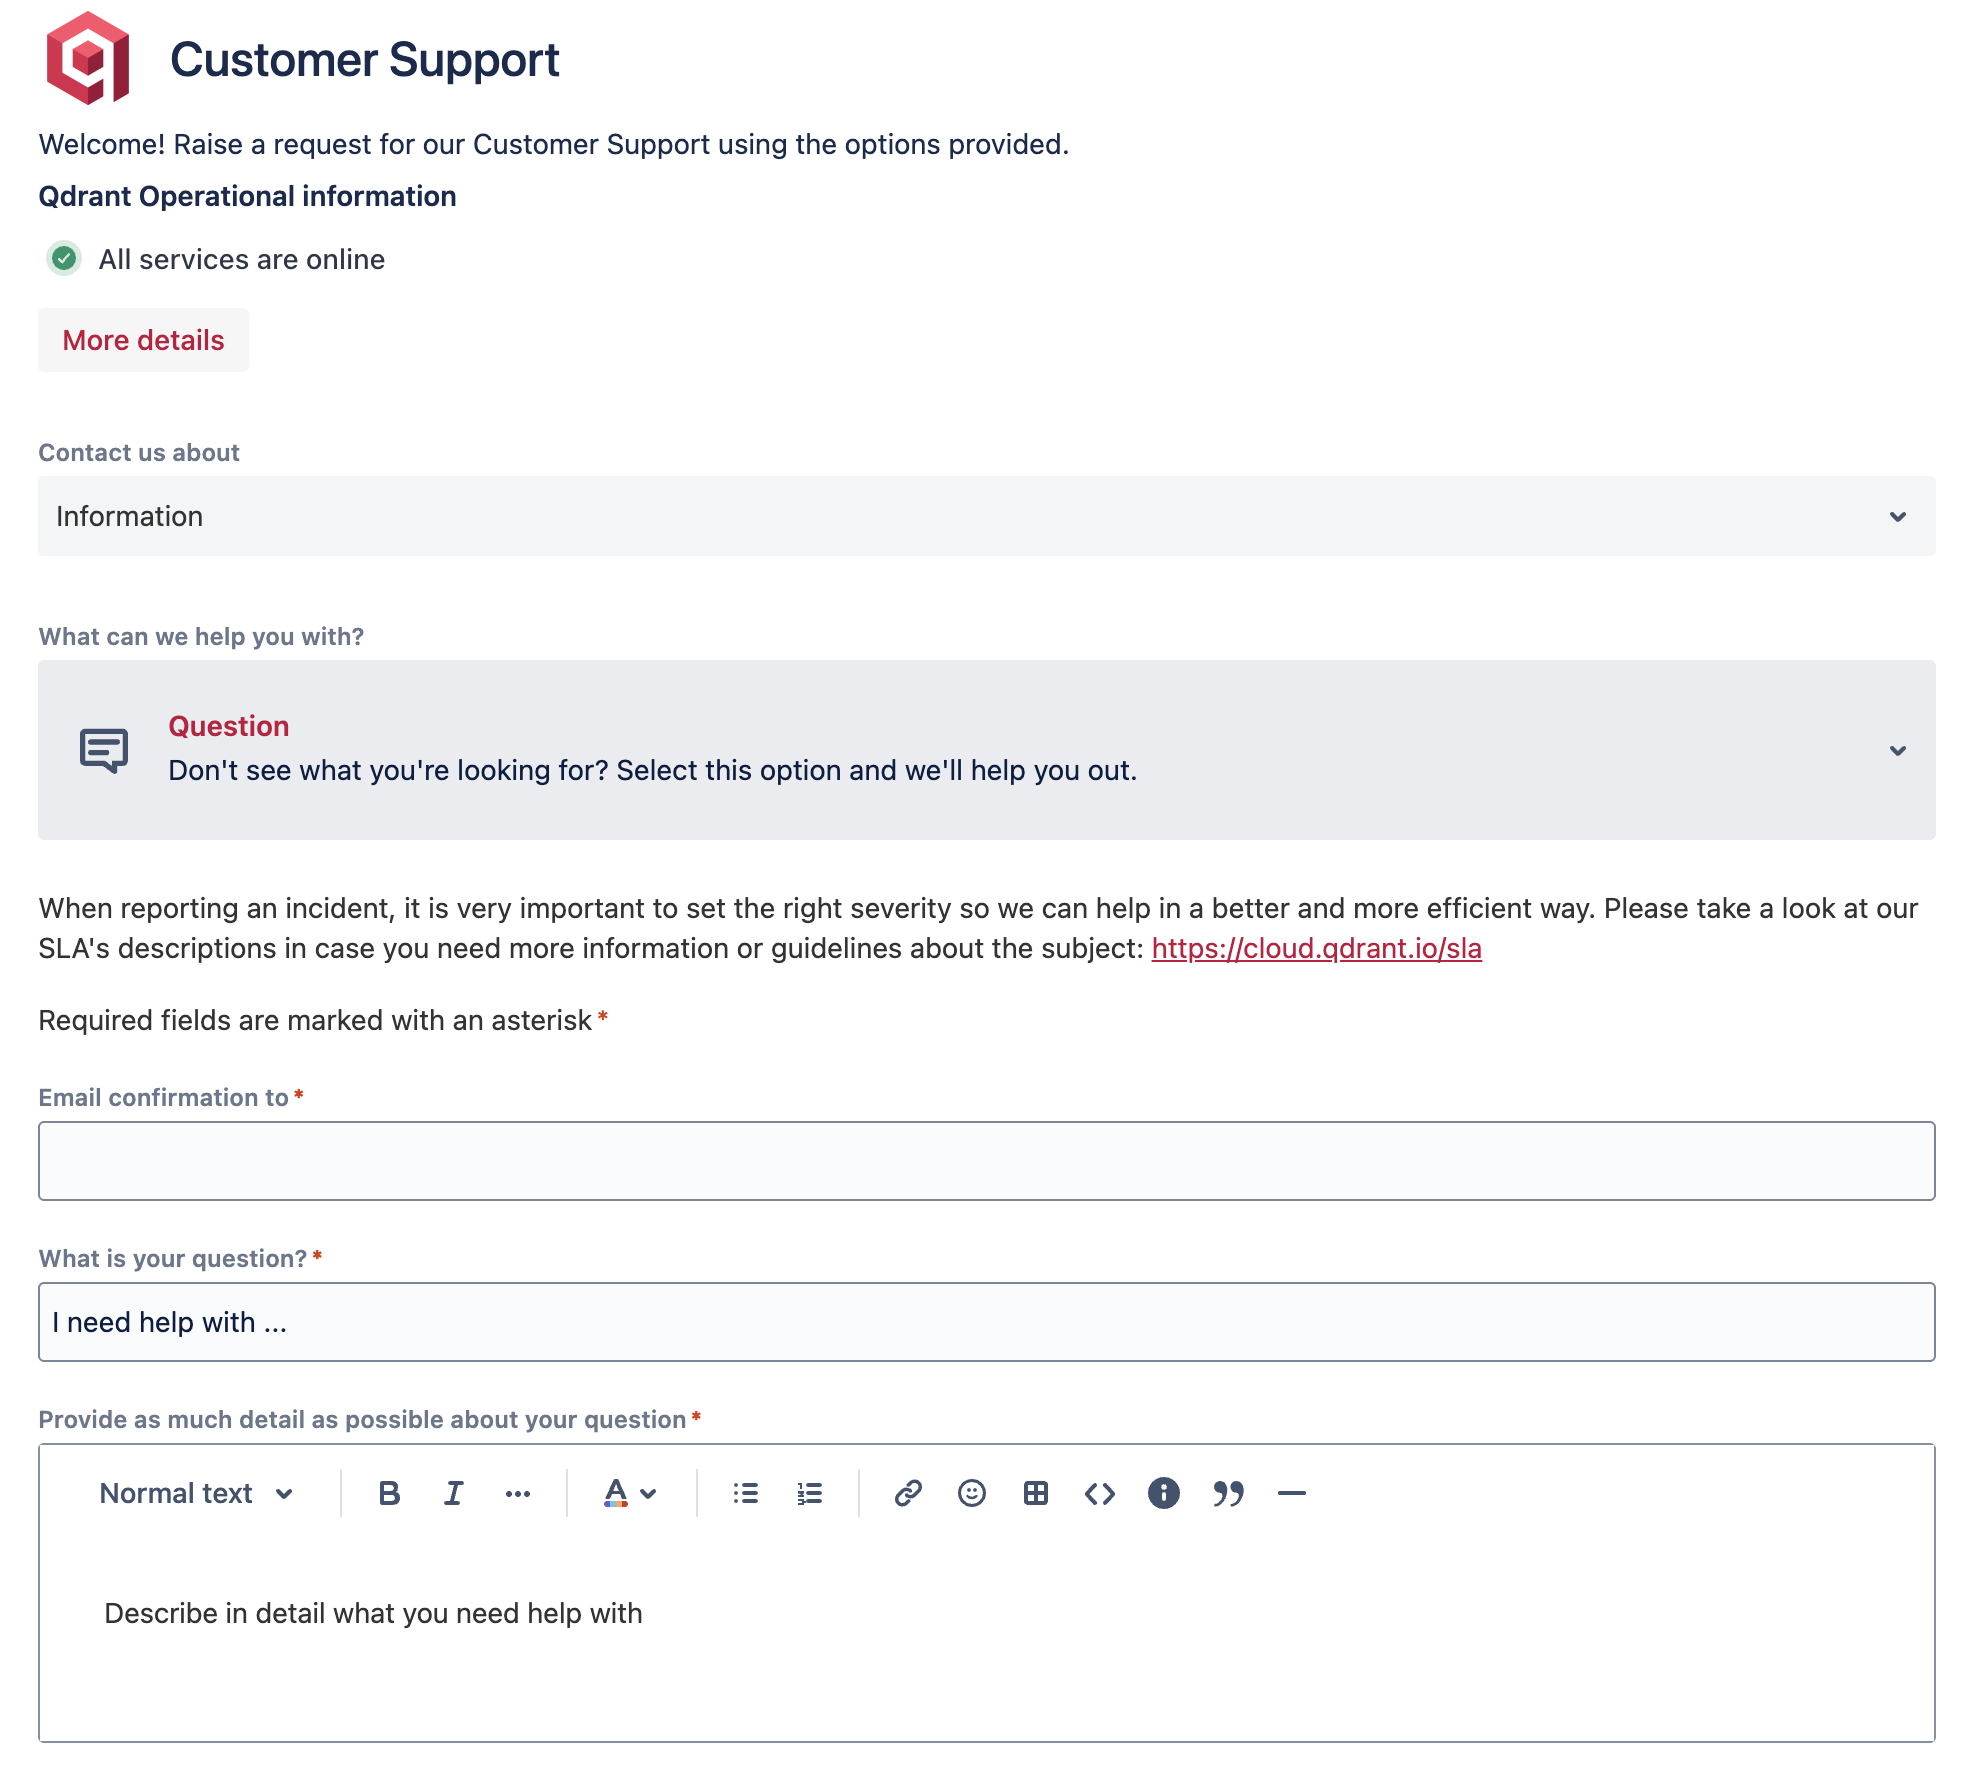 Customer Support
Welcome! Raise a request for our Customer Support using the options provided.
Qdrant Operational information
All services are online
More details
Contact us about
Information
What can we help you with?
Question
Don't see what you're looking for? Select this option and we'll help you out.
When reporting an incident, it is very important to set the right severity so we can help in a better and more efficient way. Please take a look at our
SLA's descriptions in case you need more information or guidelines about the subject: https://cloud.qdrant.io/sla
Required fields are marked with an asterisk*
Email confirmation to*
What is your question?*
I need help with ...
Provide as much detail as possible about your question*
Normal text
Describe in detail what you need help with